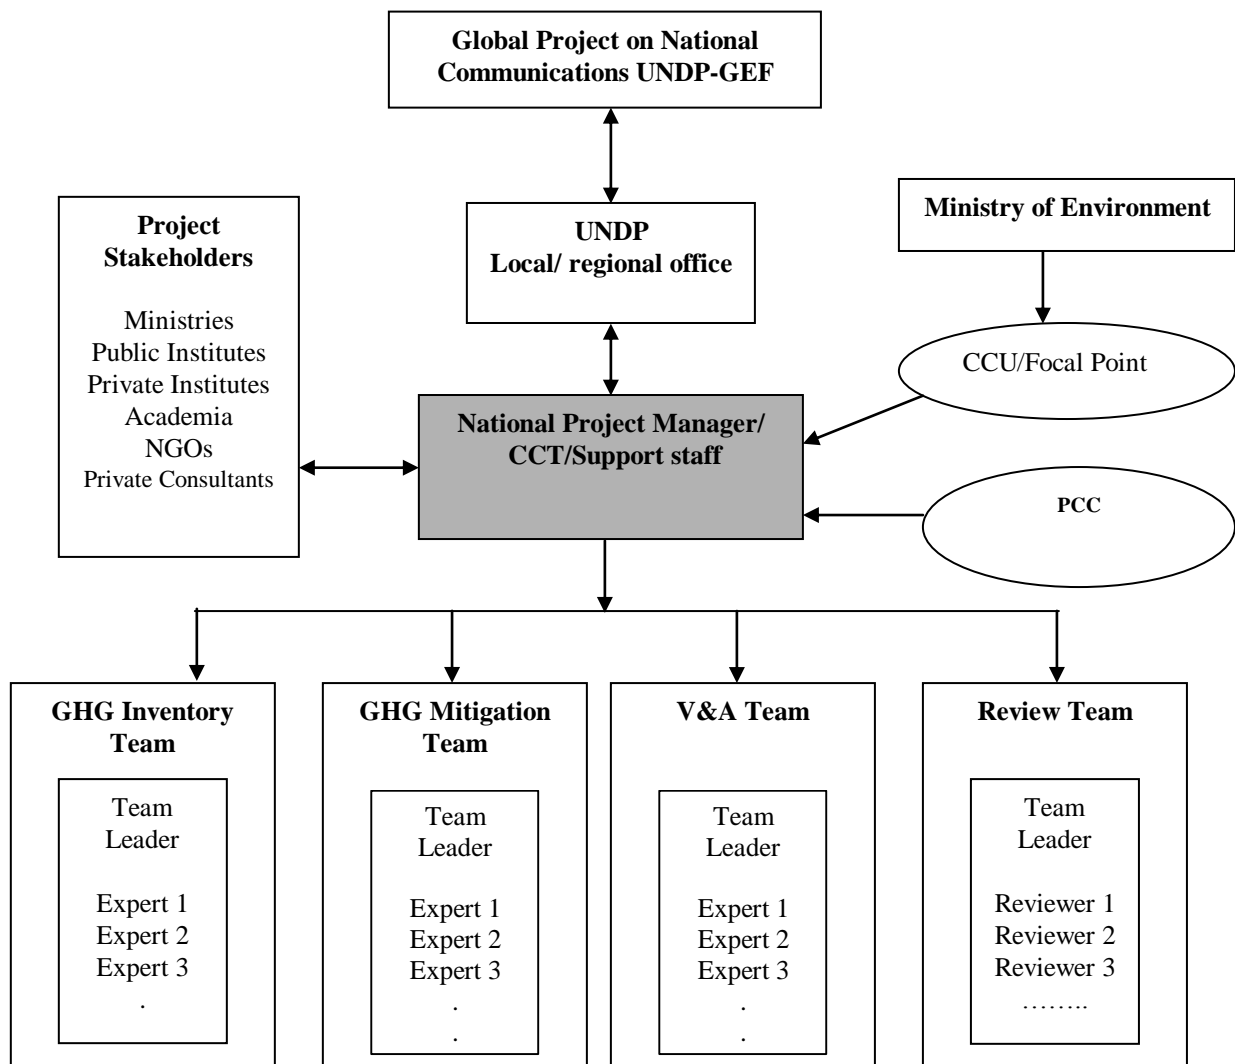 Global Project on National
Communications UNDP-GEF
Project
Stakeholders
Ministries
Public Institutes
Private Institutes
Academia
NGOs
Private Consultants
UNDP
Local/ regional office
Ministry of Environment
CCU/Focal Point
National Project Manager/
CCT/Support staff
PCC
GHG Inventory
Team
Team
Leader
Expert 1
Expert 2
Expert 3
.
GHG Mitigation
Team
Team
Leader
Expert 1
Expert 2
Expert 3
.
.
V&A Team
Team
Leader
Expert 1
Expert 2
Expert 3
.
.
Review Team
Team
Leader
Reviewer 1
Reviewer 2
Reviewer 3
……..